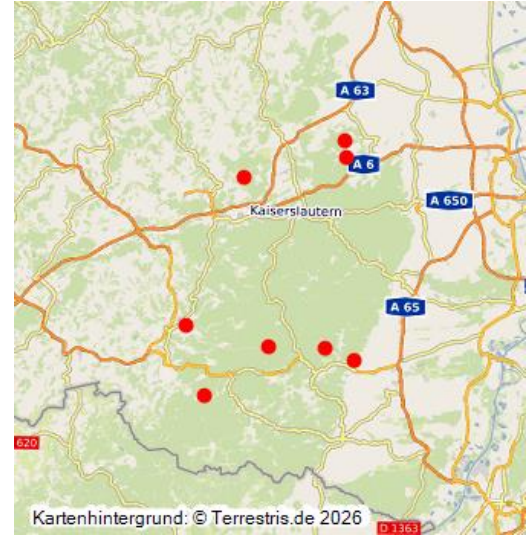 A 63
A 6
Kaiserslautern
A 650
A 65
620
Kartenhintergrund: © Terrestris.de 2026
D 1363